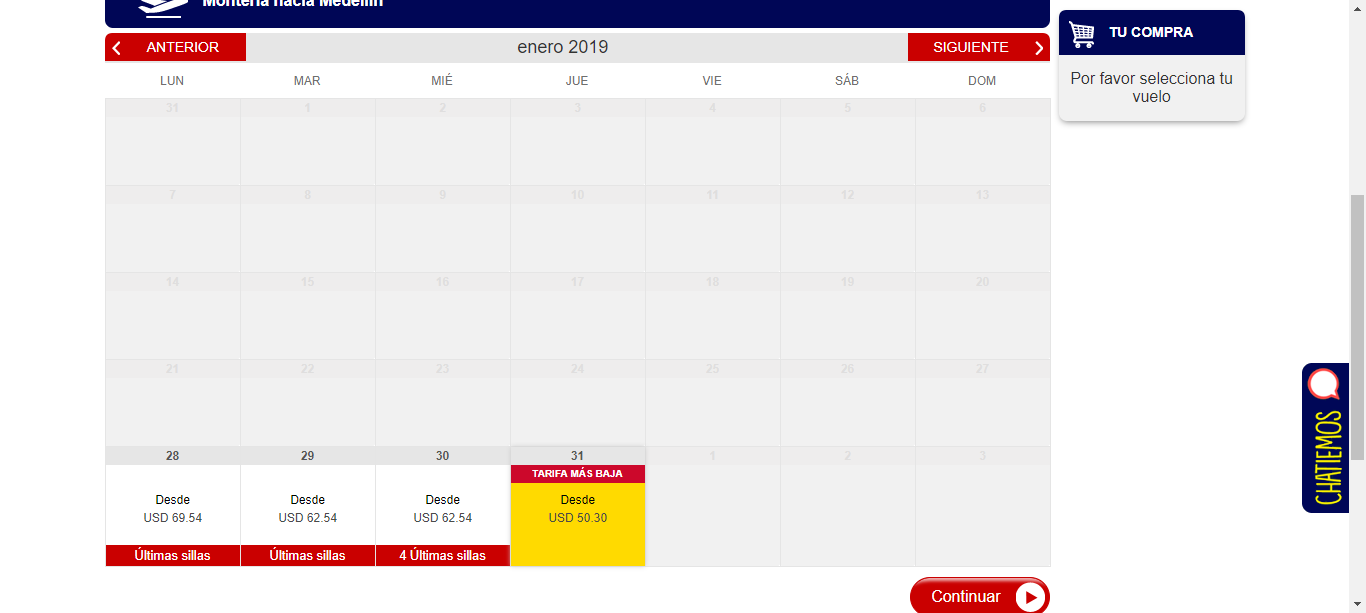 Montería hacia Medellín
ANTERIOR
enero 2019
SIGUIENTE
LUN MAR MIÉ JUE VIE SÁB DOM
31 1 2 3 4 5 6
7 8 9 10 11 12 13
14 15 16 17 18 19 20
21 22 23 24 25 26 27
28 29 30 31 1 2 3
TARIFA MÁS BAJA
Desde Desde Desde Desde
USD 69.54 USD 62.54 USD 62.54 USD 50.30
Últimas sillas Últimas sillas 4 Últimas sillas
Continuar
TU COMPRA
Por favor selecciona tu
vuelo
CHATIEMOS